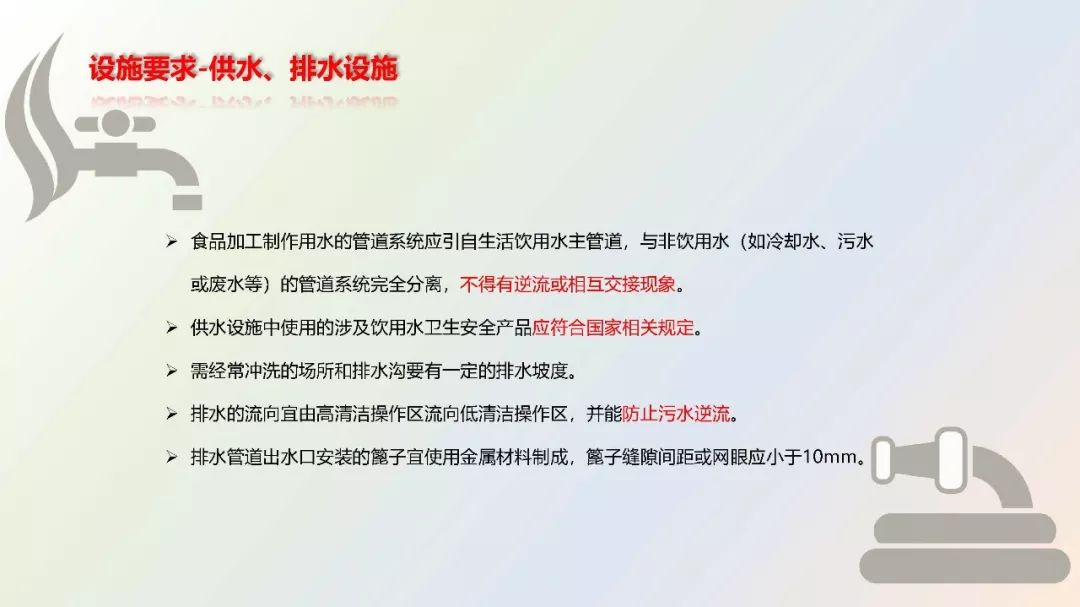 设施要求-供水、排水设施
➢ 食品加工制作用水的管道系统应引自生活饮用水主管道，与非饮用水（如冷却水、污水
或废水等）的管道系统完全分离，不得有逆流或相互交接现象。
➢ 供水设施中使用的涉及饮用水卫生安全产品应符合国家相关规定。
➢ 需经常冲洗的场所和排水沟要有一定的排水坡度。
➢ 排水的流向宜由高清洁操作区流向低清洁操作区，并能防止污水逆流。
➢ 排水管道出水口安装的篦子宜使用金属材料制成，篦子缝隙间距或网眼应小于10mm。